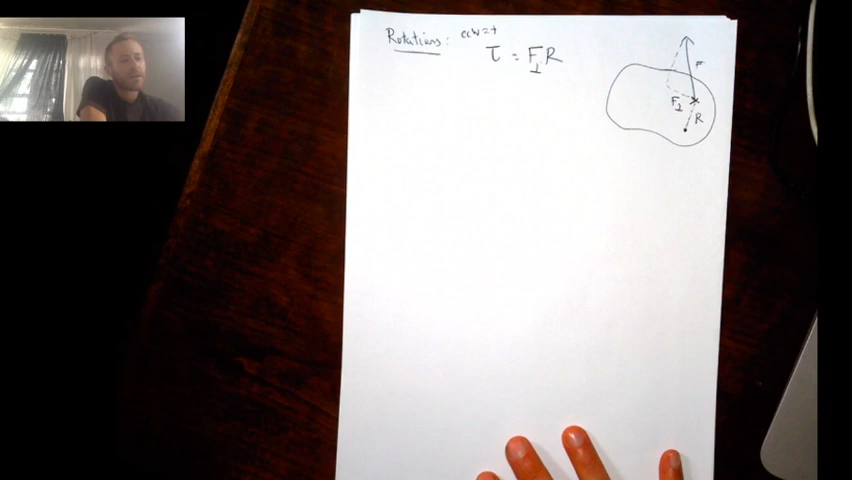 Rotations: ccw = +
τ = F⊥R
F
F⊥
R